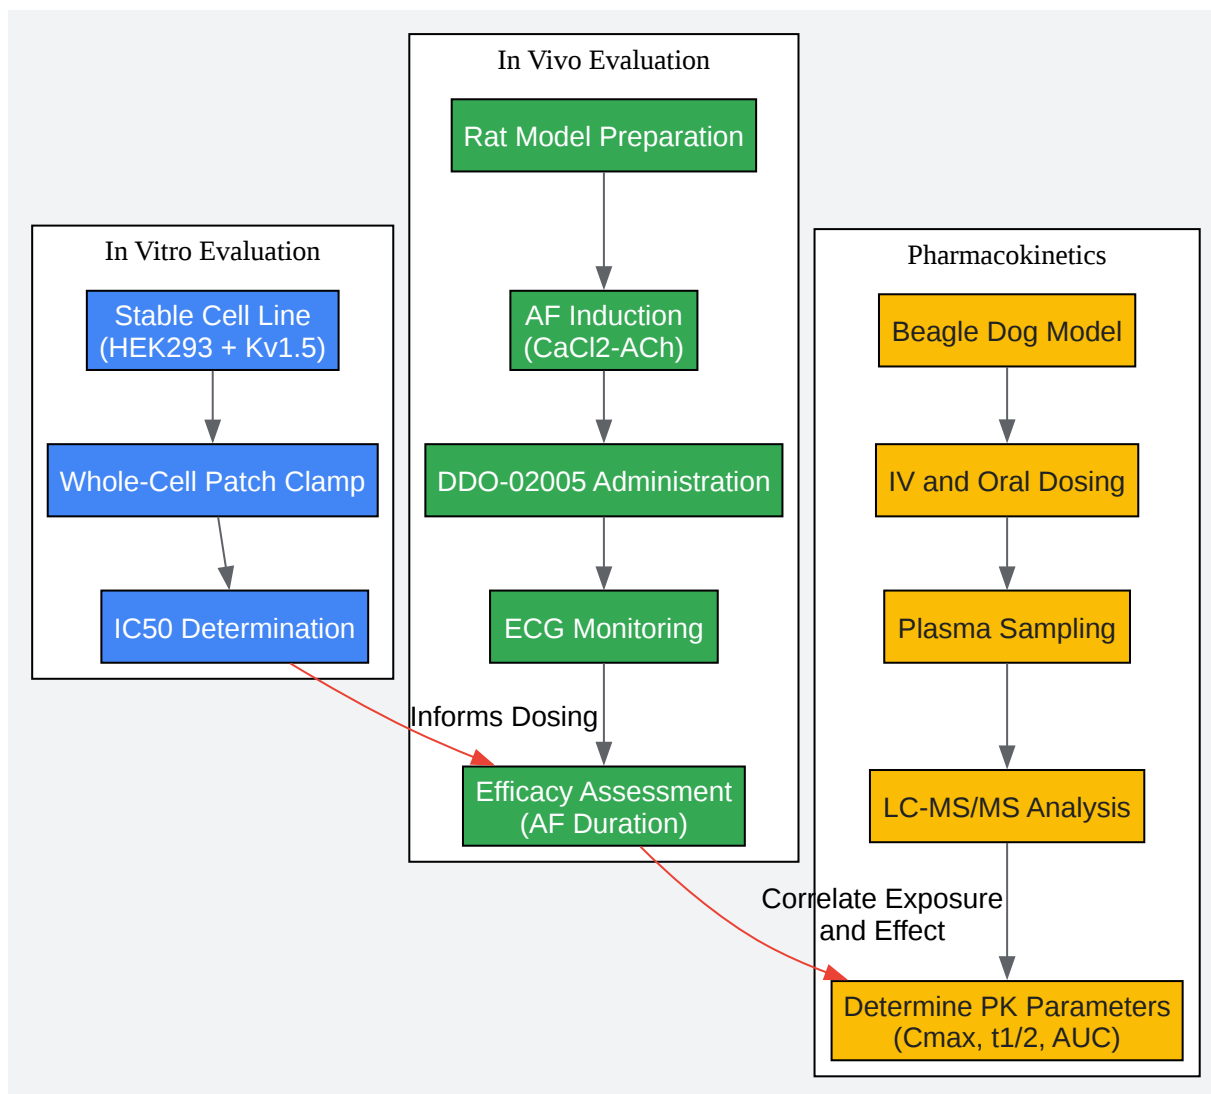 In Vitro Evaluation
Stable Cell Line
(HEK293 + Kv1.5)
Whole-Cell Patch Clamp
IC50 Determination
Informs Dosing
In Vivo Evaluation
Rat Model Preparation
AF Induction
(CaCl2-ACh)
DDO-02005 Administration
ECG Monitoring
Efficacy Assessment
(AF Duration)
Correlate Exposure
and Effect
Pharmacokinetics
Beagle Dog Model
IV and Oral Dosing
Plasma Sampling
LC-MS/MS Analysis
Determine PK Parameters
(Cmax, t1/2, AUC)